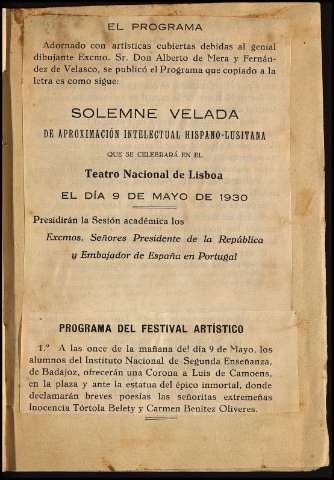 EL PROGRAMA
Adornado con artísticas cubiertas debidas al genial
dibujante Excmo. Sr. Don Alberto de Mera y Fernán-
dez de Velasco, se publicó el Programa que copiado a la
letra es como sigue:
SOLEMNE VELADA
DE APROXIMACIÓN INTELECTUAL HISPANO-LUSITANA
QUE SE CELEBRARÁ EN EL
Teatro Nacional de Lisboa
EL DÍA 9 DE MAYO DE 1930
Presidirán la Sesión académica los
Excmos, Señores Presidente de la República
y Embajador de España en Portugal
PROGRAMA DEL FESTIVAL ARTÍSTICO
1.º A las once de la mañana del día 9 de Mayo, los
alumnos del Instituto Nacional de Segunda Enseñanza,
de Badajoz, ofrecerán una Corona a Luis de Camoens,
en la plaza y ante la estatua del épico inmortal, donde
declamarán breves poesías las señoritas extremeñas
Inocencia Tórtola Belety y Carmen Benítez Oliveres.